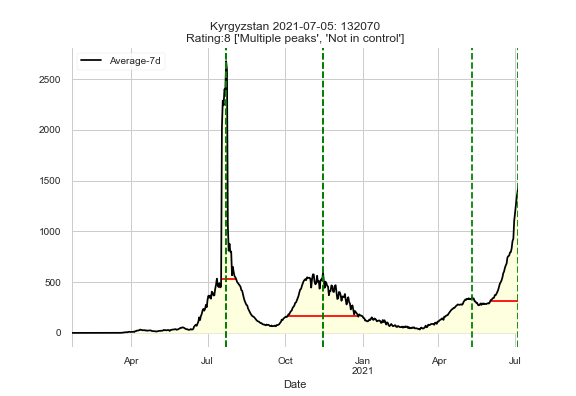 Kyrgyzstan 2021-07-05: 132070
Rating:8 ['Multiple peaks', 'Not in control']
Average-7d
2500
2000
1500
1000
500
0
Apr Jul Oct Jan Apr Jul
2021
Date